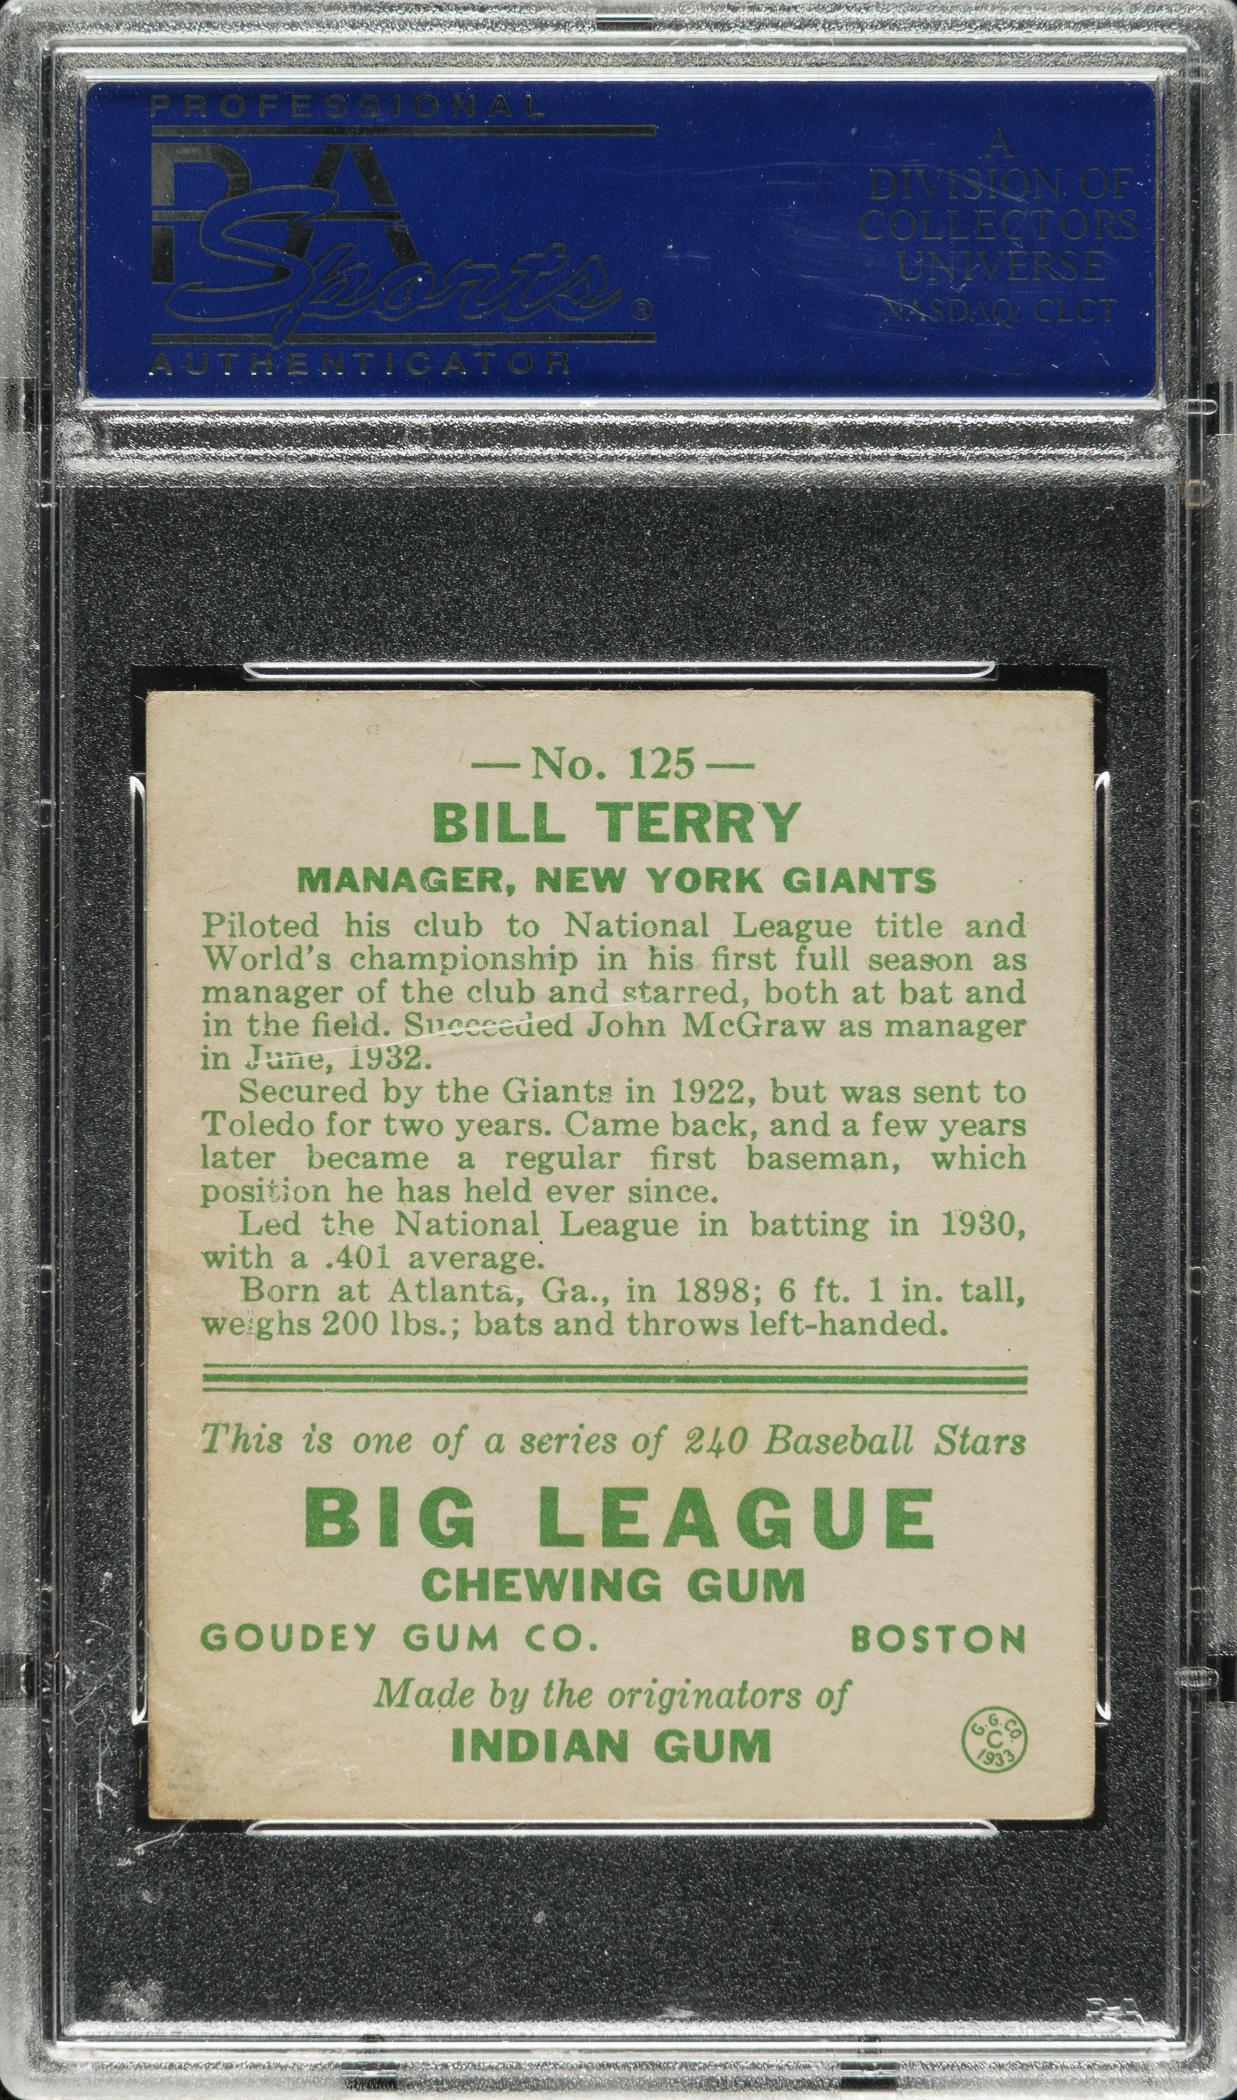 PROFESSIONAL
PSA
Sports ®
AUTHENTICATOR
A
DIVISION OF
COLLECTORS
UNIVERSE
NASDAQ: CLCT
— No. 125 —
BILL TERRY
MANAGER, NEW YORK GIANTS
Piloted his club to National League title and
World's championship in his first full season as
manager of the club and starred, both at bat and
in the field. Succeeded John McGraw as manager
in June, 1932.
Secured by the Giants in 1922, but was sent to
Toledo for two years. Came back, and a few years
later became a regular first baseman, which
position he has held ever since.
Led the National League in batting in 1930,
with a .401 average.
Born at Atlanta, Ga., in 1898; 6 ft. 1 in. tall,
weighs 200 lbs.; bats and throws left-handed.
This is one of a series of 240 Baseball Stars
BIG LEAGUE
CHEWING GUM
GOUDEY GUM CO. BOSTON
Made by the originators of
INDIAN GUM
G.G.CO.
C.
1933
PSA